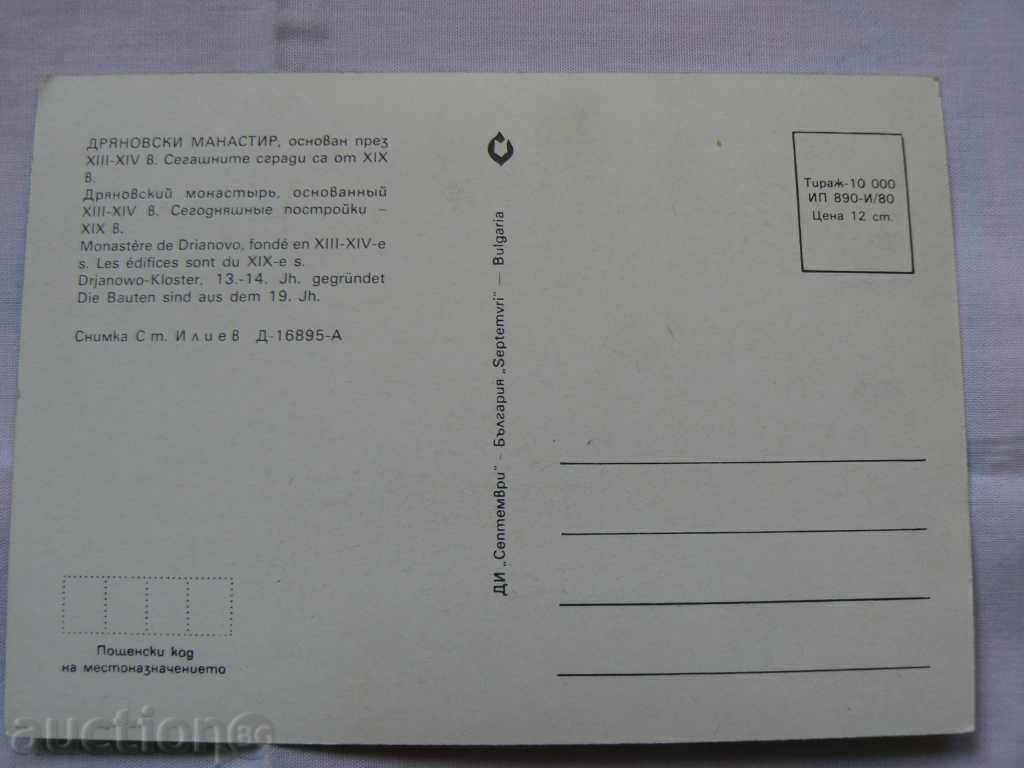 ДРЯНОВСКИ МАНАСТИР, основан през
XIII-XIV в. Сегашните сгради са от XIX
в.
Дряновский монастырь, основанный
XIII-XIV в. Сегодняшные постройки –
XIX в.
Monastère de Drianovo, fondé en XIII-XIV-e
s. Les édifices sont du XIX-e s.
Drjanowo-Kloster, 13.-14. Jh. gegründet
Die Bauten sind aus dem 19. Jh.
Снимка Ст. Илиев Д-16895-А
Пощенски код
на местоназначението
ДИ „Септември" – България „Septemvri" – Bulgaria
Тираж-10 000
ИП 890-И/80
Цена 12 ст.
auction BG